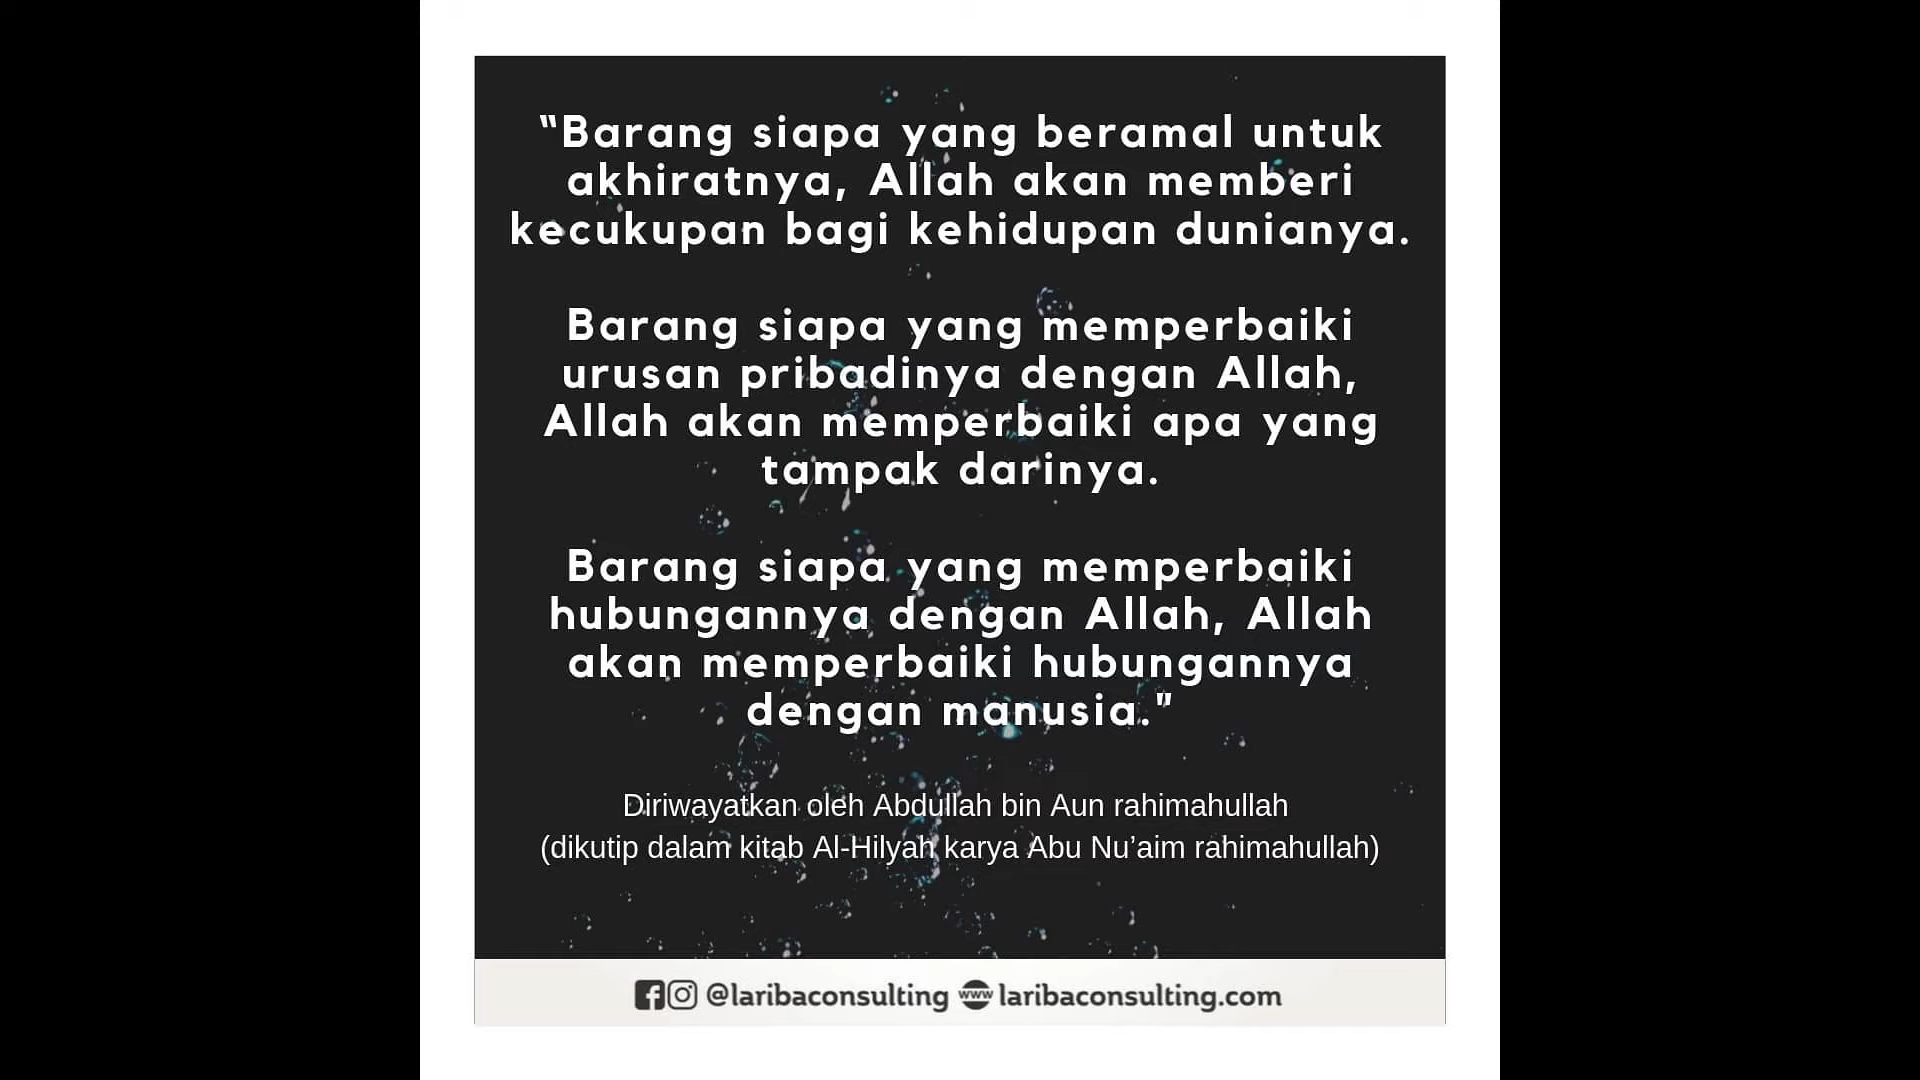 “Barang siapa yang beramal untuk
akhiratnya, Allah akan memberi
kecukupan bagi kehidupan dunianya.
Barang siapa yang memperbaiki
urusan pribadinya dengan Allah,
Allah akan memperbaiki apa yang
tampak darinya.
Barang siapa yang memperbaiki
hubungannya dengan Allah, Allah
akan memperbaiki hubungannya
dengan manusia."
Diriwayatkan oleh Abdullah bin Aun rahimahullah
(dikutip dalam kitab Al-Hilyah karya Abu Nu’aim rahimahullah)
@laribaconsulting www laribaconsulting.com